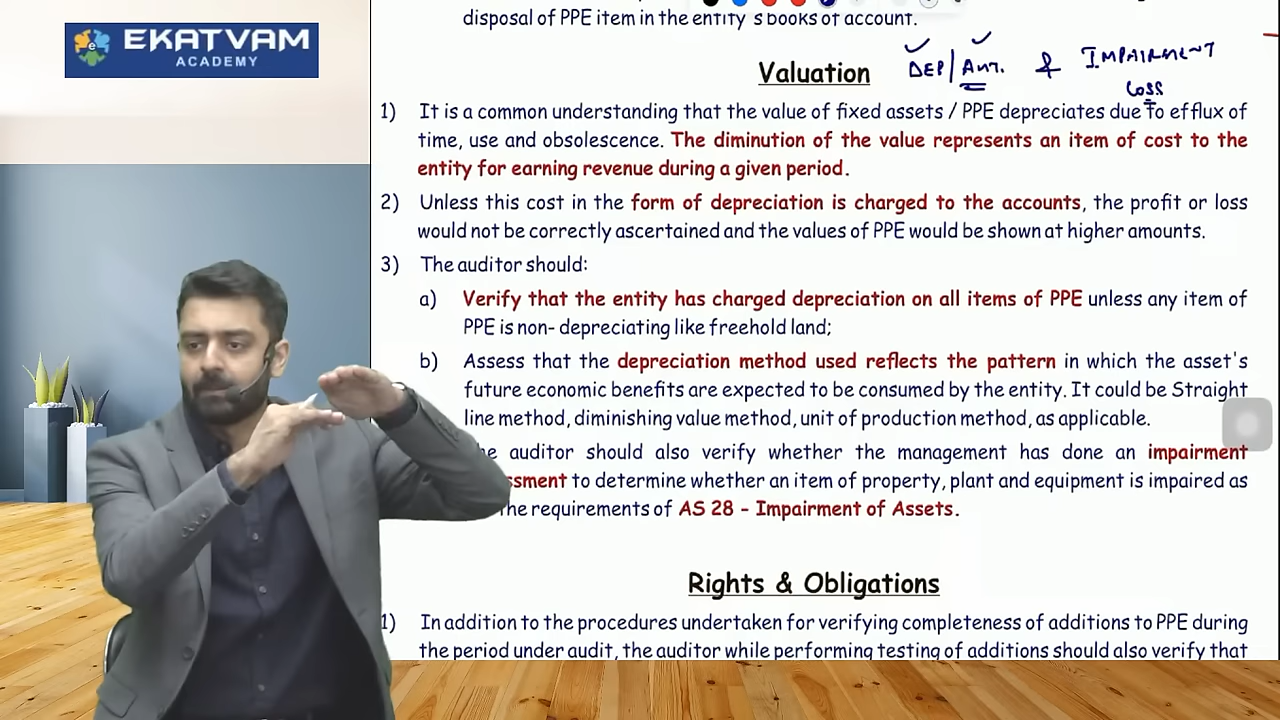 disposal of PPE item in the entity's books of account.
EKATVAM
ACADEMY
Valuation DEP/AMT. & IMPAIRMENT
LOSS
1) It is a common understanding that the value of fixed assets / PPE depreciates due to efflux of
time, use and obsolescence. The diminution of the value represents an item of cost to the
entity for earning revenue during a given period.
2) Unless this cost in the form of depreciation is charged to the accounts, the profit or loss
would not be correctly ascertained and the values of PPE would be shown at higher amounts.
3) The auditor should:
a) Verify that the entity has charged depreciation on all items of PPE unless any item of
PPE is non- depreciating like freehold land;
b) Assess that the depreciation method used reflects the pattern in which the asset's
future economic benefits are expected to be consumed by the entity. It could be Straight
line method, diminishing value method, unit of production method, as applicable.
auditor should also verify whether the management has done an impairment
to determine whether an item of property, plant and equipment is impaired as
the requirements of AS 28 - Impairment of Assets.
Rights & Obligations
1) In addition to the procedures undertaken for verifying completeness of additions to PPE during
the period under audit, the auditor while performing testing of additions should also verify that